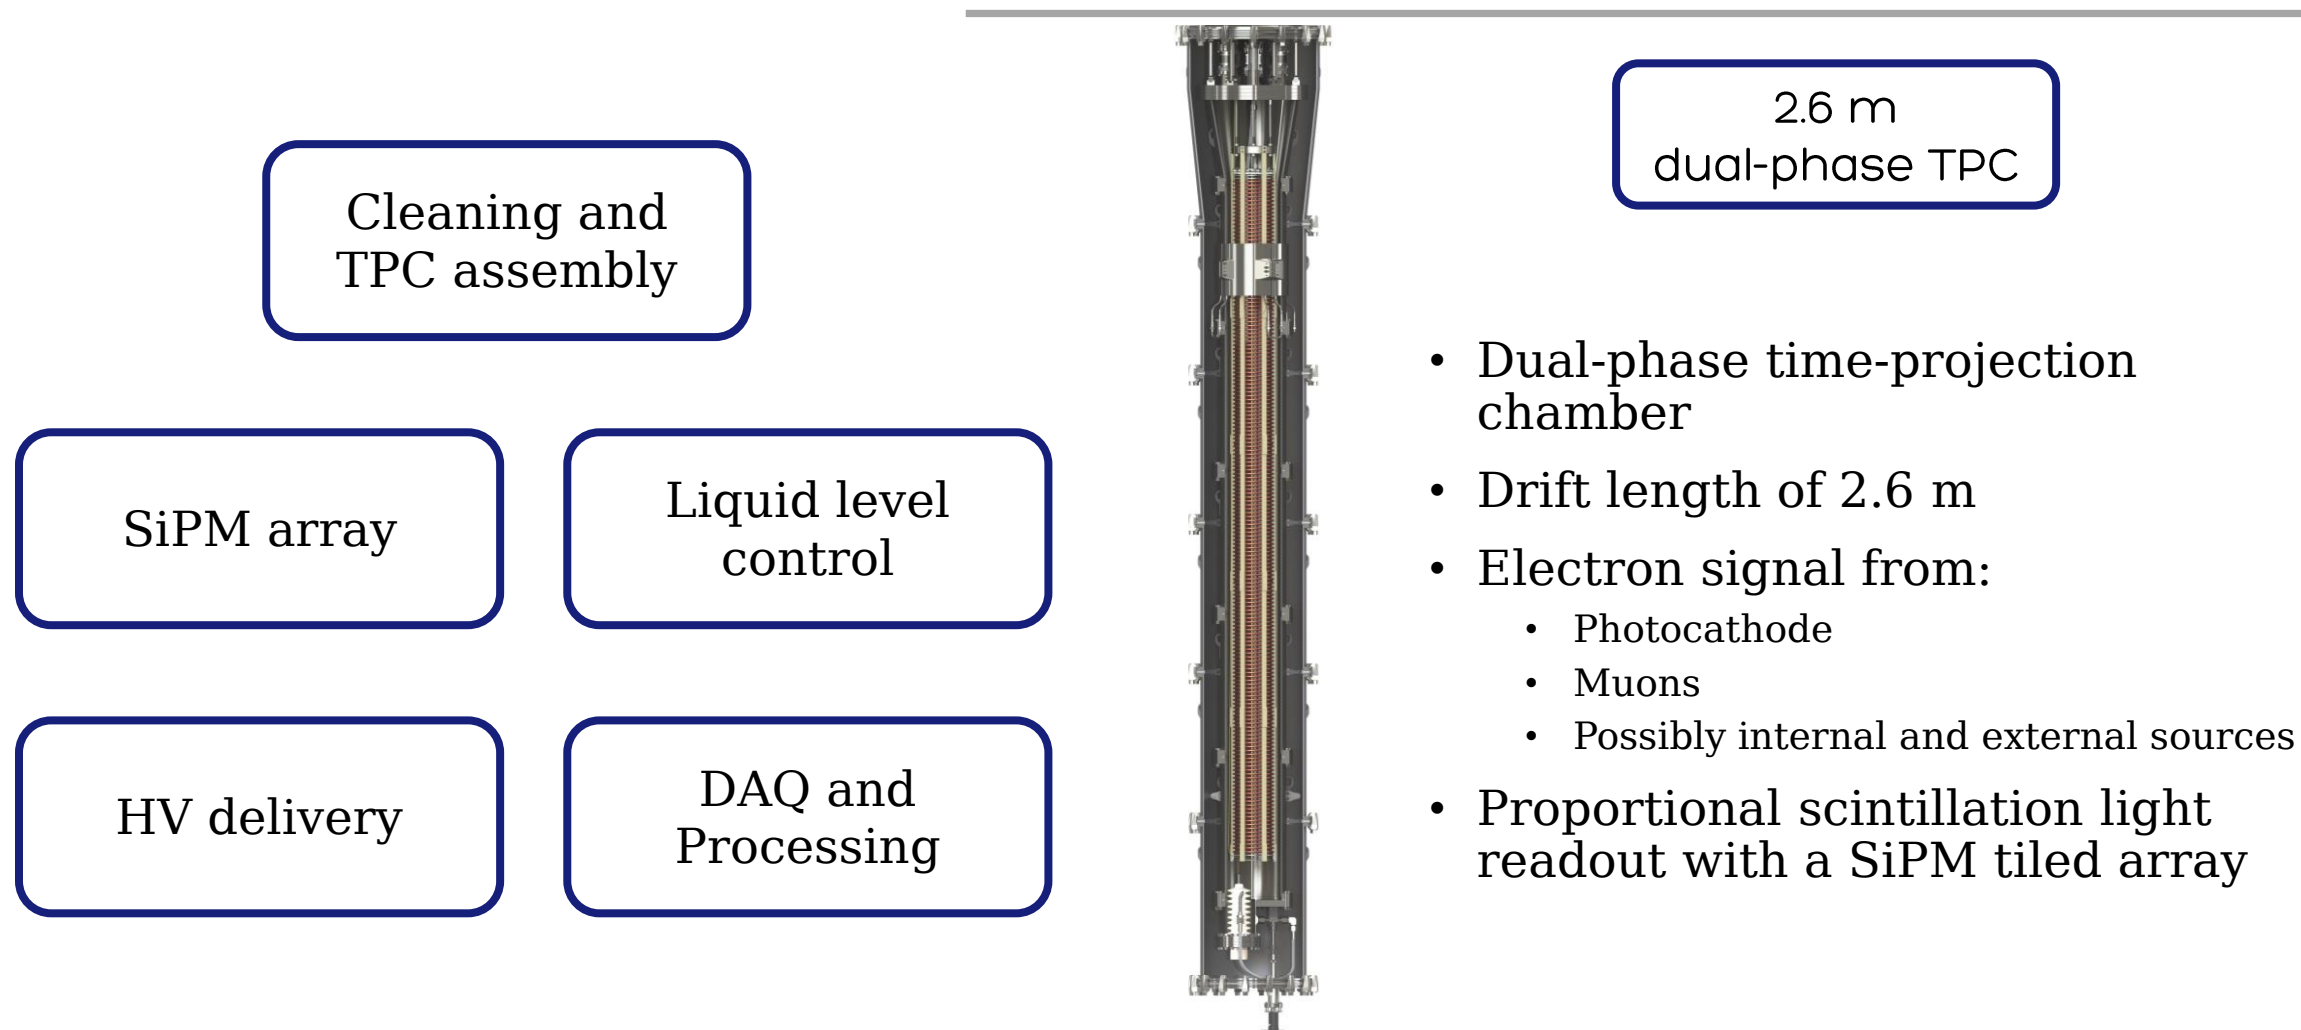 Cleaning and
TPC assembly
SiPM array
Liquid level
control
HV delivery
DAQ and
Processing
2.6 m
dual-phase TPC
• Dual-phase time-projection
chamber
• Drift length of 2.6 m
• Electron signal from:
• Photocathode
• Muons
• Possibly internal and external sources
• Proportional scintillation light
readout with a SiPM tiled array